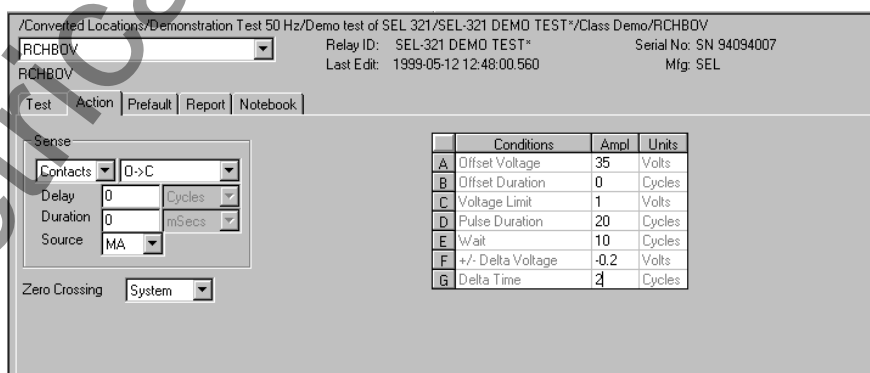 /Converted Locations/Demonstration Test 50 Hz/Demo test of SEL 321/SEL-321 DEMO TEST*/Class Demo/RCHBOV
RCHBOV Relay ID: SEL-321 DEMO TEST* Serial No: SN 94094007
RCHBOV Last Edit: 1999-05-12 12:48:00.560 Mfg: SEL
Test Action Prefault Report Notebook
Sense
Contacts O->C
Delay 0 Cycles
Duration 0 mSecs
Source MA
Zero Crossing System
Conditions Ampl Units
A Offset Voltage 35 Volts
B Offset Duration 0 Cycles
C Voltage Limit 1 Volts
D Pulse Duration 20 Cycles
E Wait 10 Cycles
F +/- Delta Voltage -0.2 Volts
G Delta Time 2 Cycles